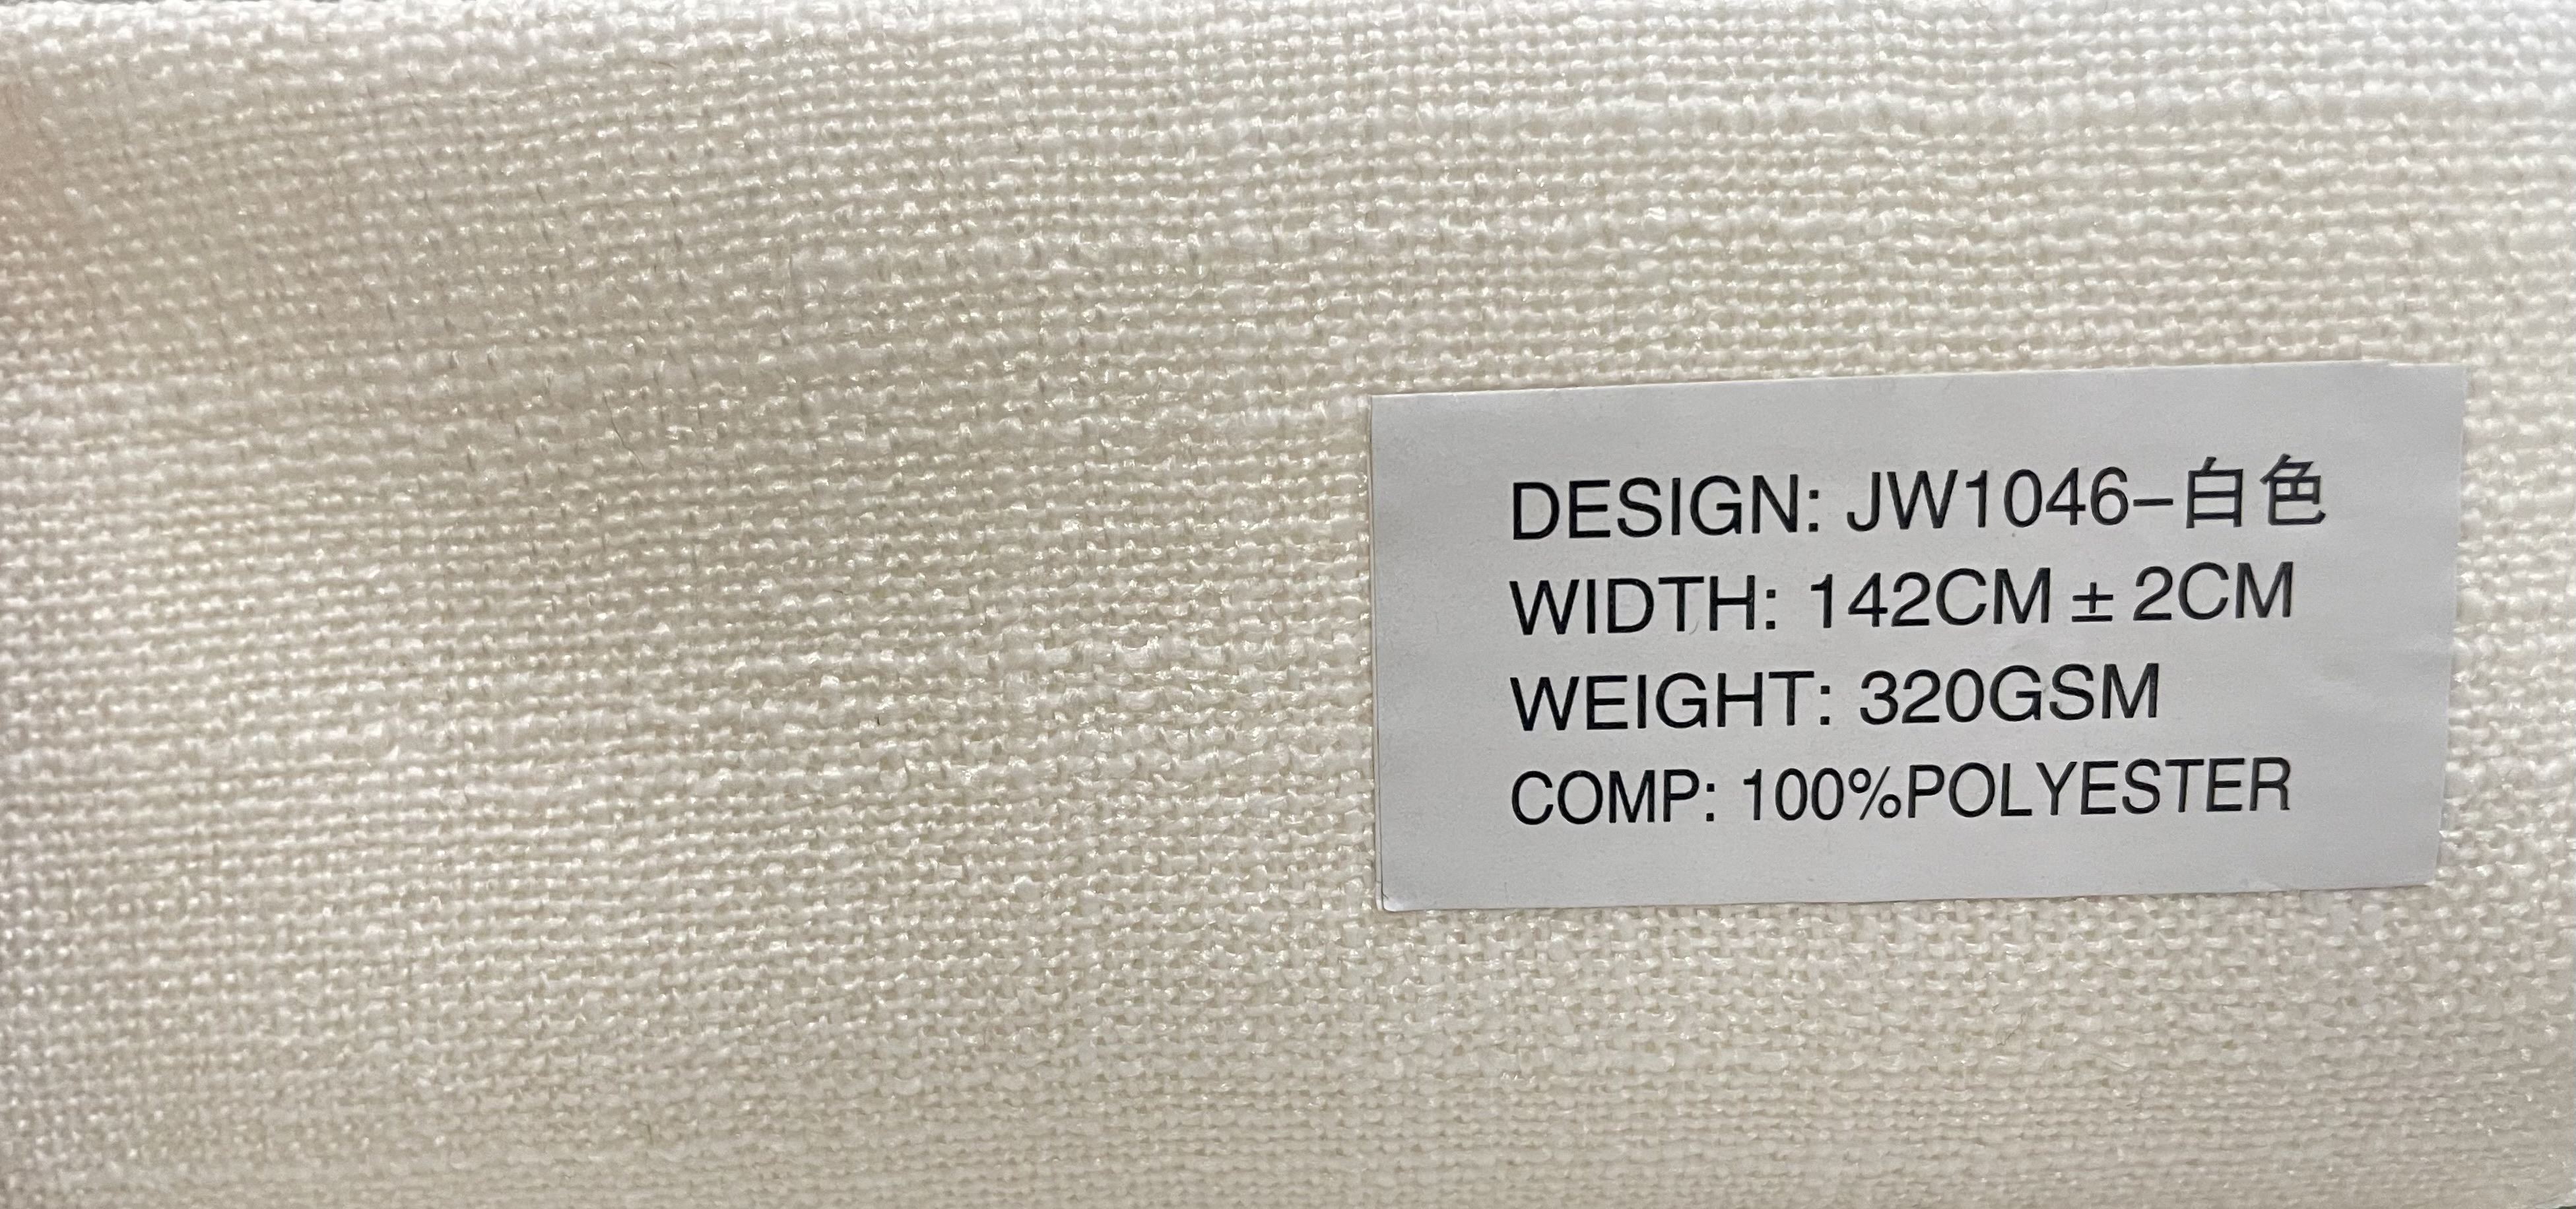 DESIGN: JW1046-白色
WIDTH: 142CM ± 2CM
WEIGHT: 320GSM
COMP: 100%POLYESTER